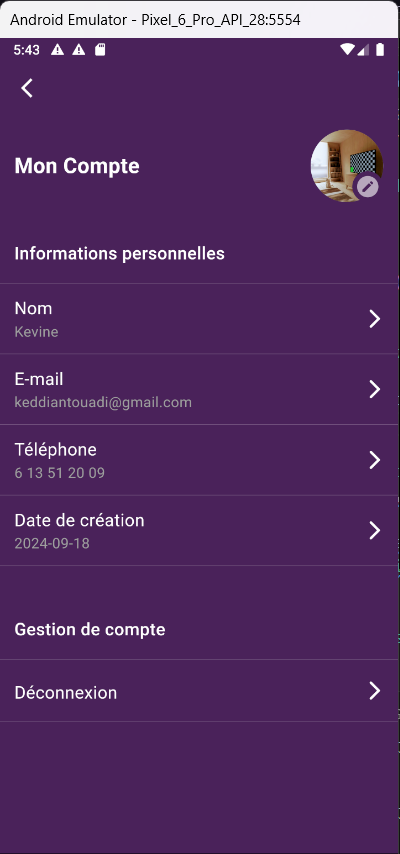 Android Emulator - Pixel_6_Pro_API_28:5554
5:43
Mon Compte
Informations personnelles
Nom
Kevine
E-mail
keddiantouadi@gmail.com
Téléphone
6 13 51 20 09
Date de création
2024-09-18
Gestion de compte
Déconnexion